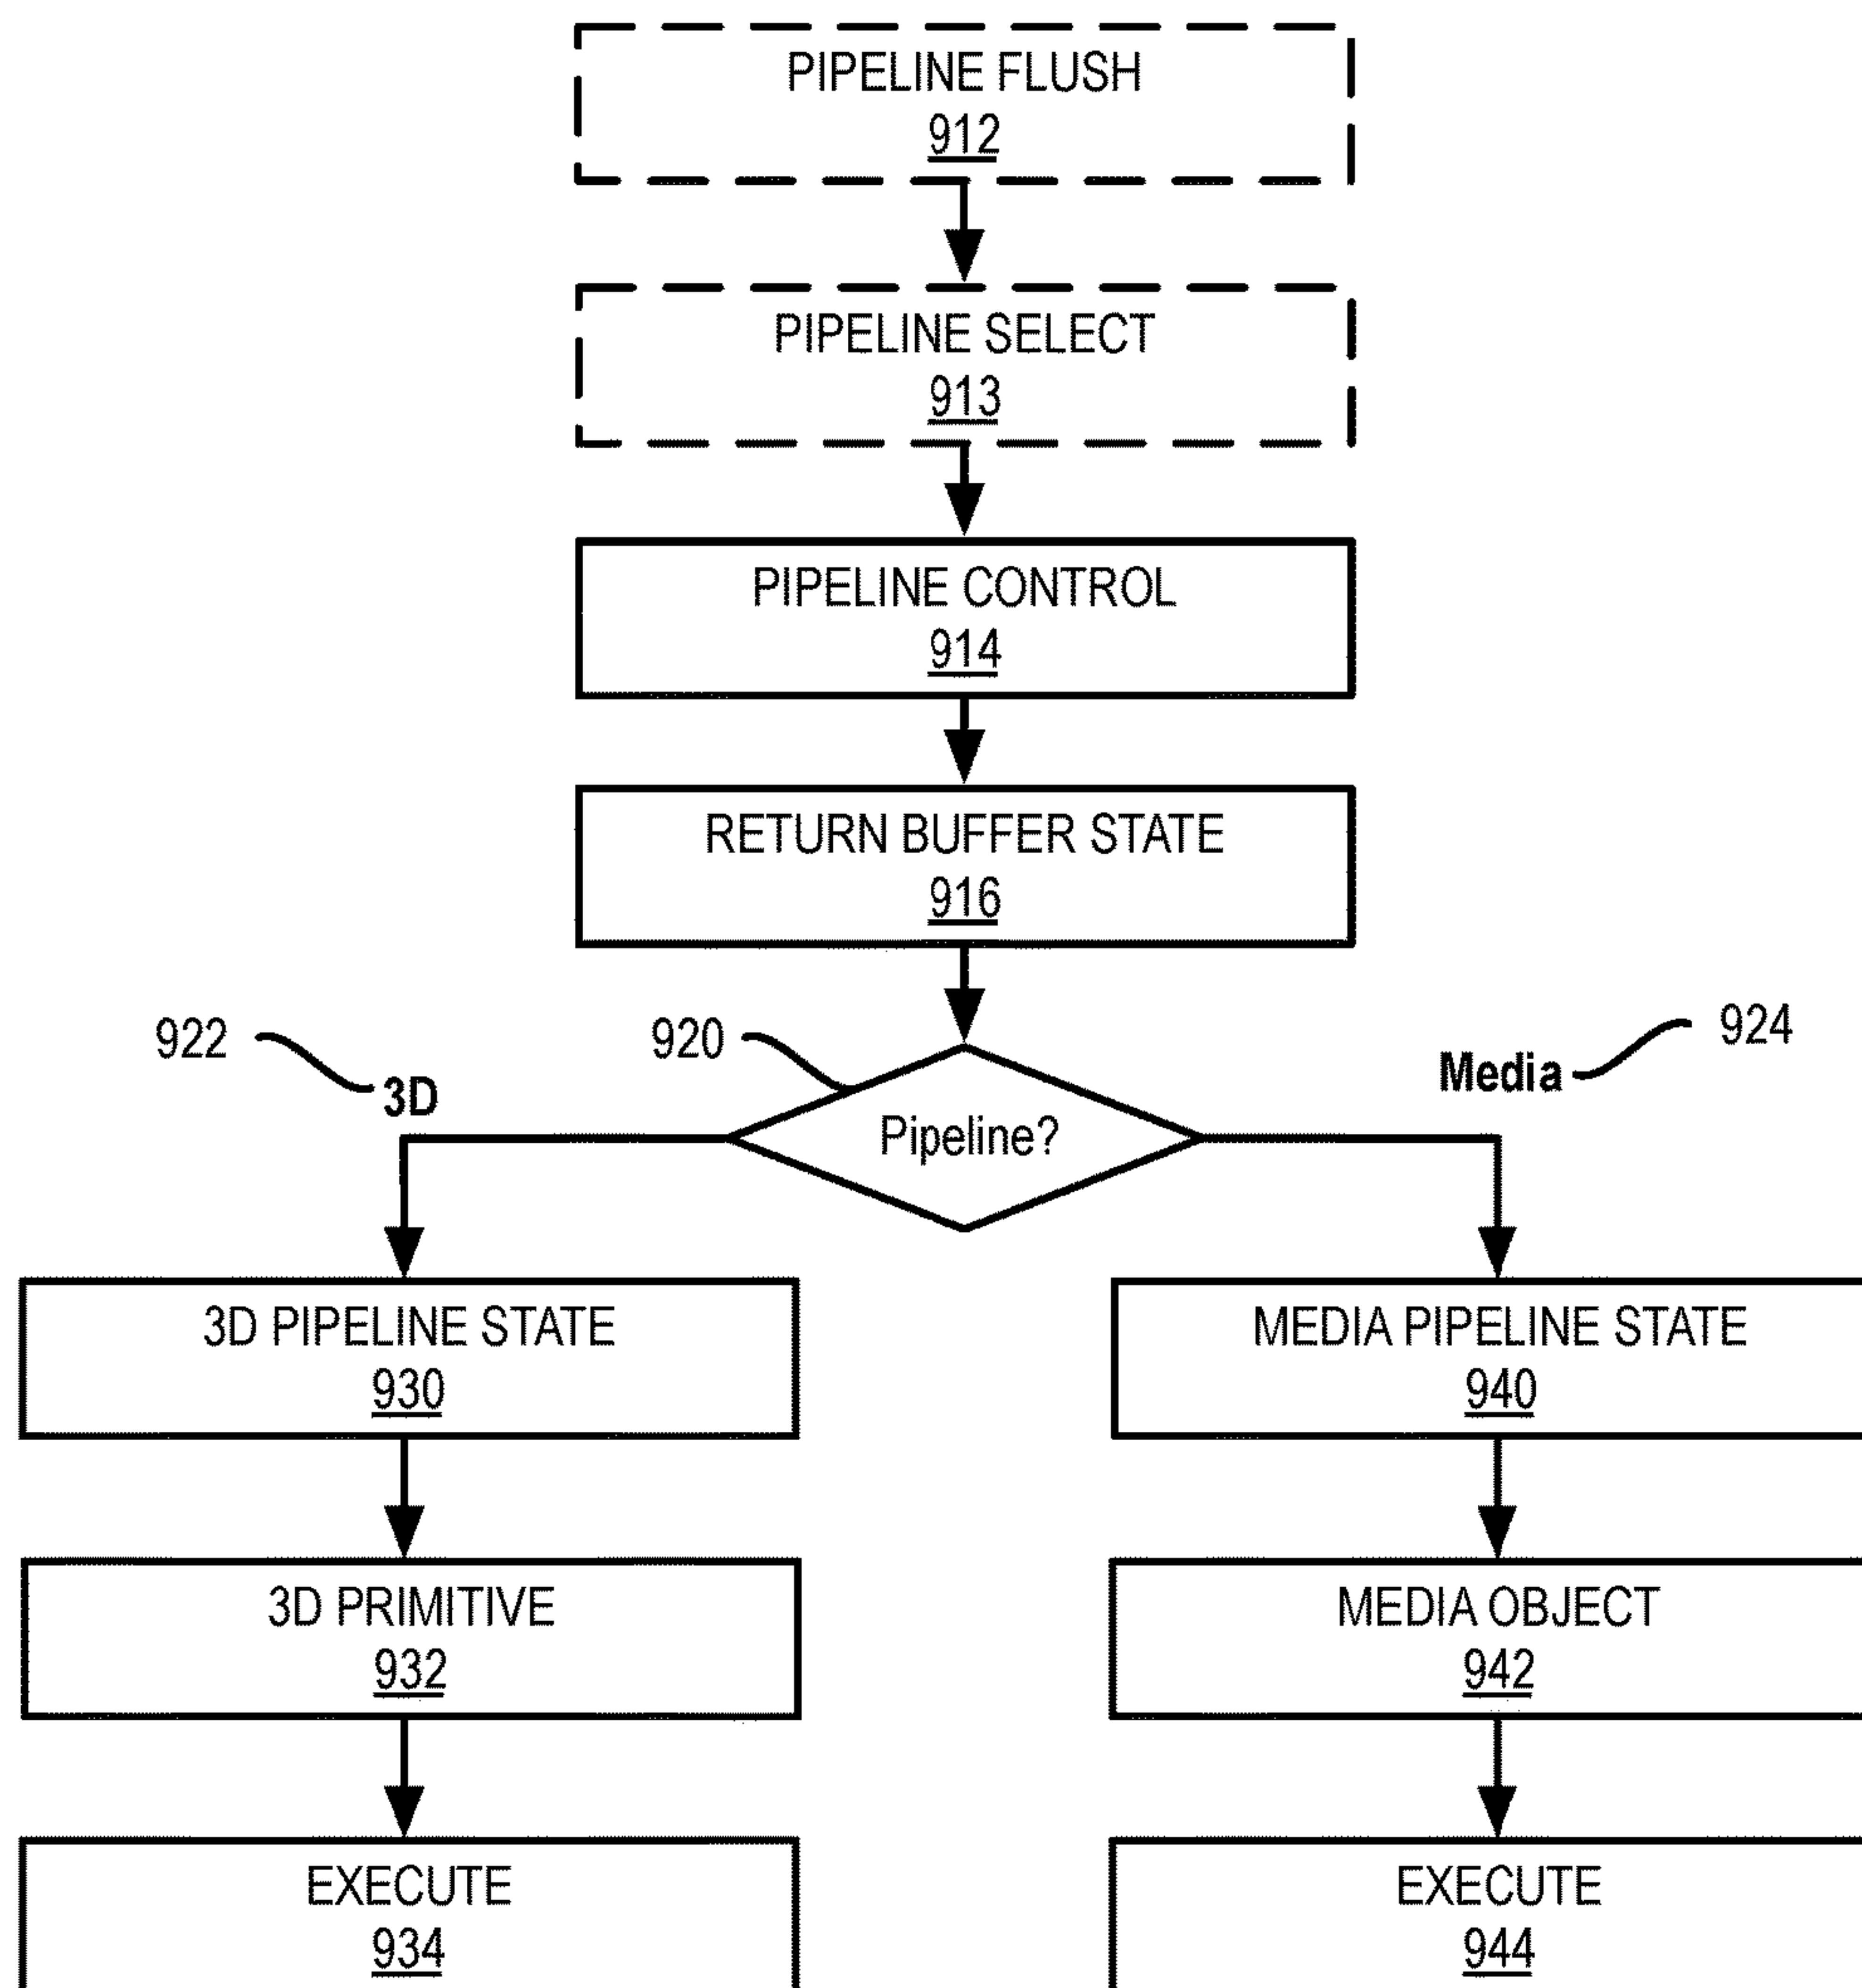 PIPELINE FLUSH
912
PIPELINE SELECT
913
PIPELINE CONTROL
914
RETURN BUFFER STATE
916
922
920
924
3D
Media
Pipeline?
3D PIPELINE STATE
930
MEDIA PIPELINE STATE
940
3D PRIMITIVE
932
MEDIA OBJECT
942
EXECUTE
934
EXECUTE
944